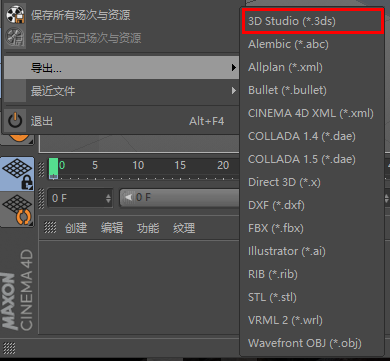 保存所有场次与资源
保存已标记场次与资源
导出...
最近文件
退出 Alt+F4
3D Studio (*.3ds)
Alembic (*.abc)
Allplan (*.xml)
Bullet (*.bullet)
CINEMA 4D XML (*.xml)
COLLADA 1.4 (*.dae)
COLLADA 1.5 (*.dae)
Direct 3D (*.x)
DXF (*.dxf)
FBX (*.fbx)
Illustrator (*.ai)
RIB (*.rib)
STL (*.stl)
VRML 2 (*.wrl)
Wavefront OBJ (*.obj)
0 5 10 15 20
0 F 0 F
创建 编辑 功能 纹理
MAXON
CINEMA 4D